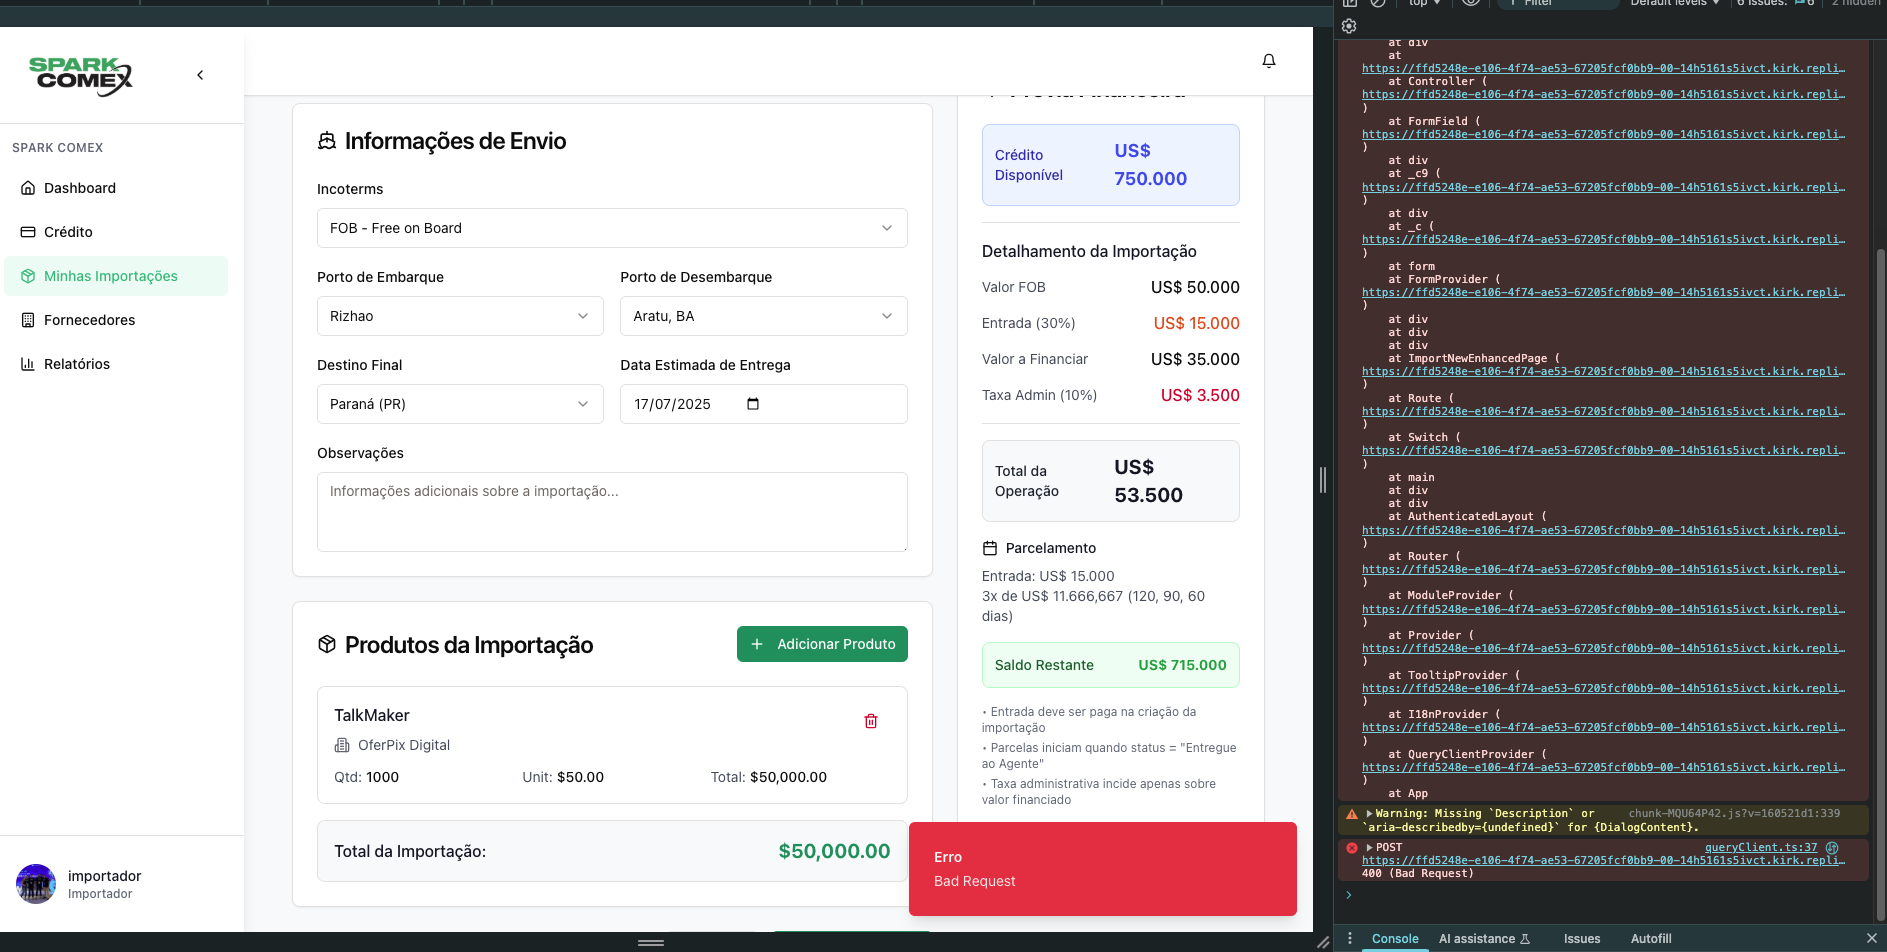 SPARK
COMEX
SPARK COMEX
Dashboard
Crédito
Minhas Importações
Fornecedores
Relatórios
importador
Importador
Informações de Envio
Incoterms
FOB - Free on Board
Porto de Embarque
Porto de Desembarque
Rizhao
Aratu, BA
Destino Final
Data Estimada de Entrega
Paraná (PR)
17/07/2025
Observações
Informações adicionais sobre a importação...
Produtos da Importação
+ Adicionar Produto
TalkMaker
OferPix Digital
Qtd: 1000
Unit: $50.00
Total: $50,000.00
Total da Importação:
$50,000.00
Crédito
Disponível
US$
750.000
Detalhamento da Importação
Valor FOB
US$ 50.000
Entrada (30%)
US$ 15.000
Valor a Financiar
US$ 35.000
Taxa Admin (10%)
US$ 3.500
Total da
Operação
US$
53.500
Parcelamento
Entrada: US$ 15.000
3x de US$ 11.666,667 (120, 90, 60
dias)
Saldo Restante
US$ 715.000
• Entrada deve ser paga na criação da
importação
• Parcelas iniciam quando status = "Entregue
ao Agente"
• Taxa administrativa incide apenas sobre
valor financiado
Erro
Bad Request
top
Filter
Default levels
6 Issues:
6
2 hidden
at div
at
https://ffd5248e-e106-4f74-ae53-67205fcf0bb9-00-14h5161s5ivct.kirk.repli…
at Controller (
https://ffd5248e-e106-4f74-ae53-67205fcf0bb9-00-14h5161s5ivct.kirk.repli…
)
at FormField (
https://ffd5248e-e106-4f74-ae53-67205fcf0bb9-00-14h5161s5ivct.kirk.repli…
)
at div
at _c9 (
https://ffd5248e-e106-4f74-ae53-67205fcf0bb9-00-14h5161s5ivct.kirk.repli…
)
at div
at _c (
https://ffd5248e-e106-4f74-ae53-67205fcf0bb9-00-14h5161s5ivct.kirk.repli…
)
at form
at FormProvider (
https://ffd5248e-e106-4f74-ae53-67205fcf0bb9-00-14h5161s5ivct.kirk.repli…
)
at div
at div
at div
at ImportNewEnhancedPage (
https://ffd5248e-e106-4f74-ae53-67205fcf0bb9-00-14h5161s5ivct.kirk.repli…
)
at Route (
https://ffd5248e-e106-4f74-ae53-67205fcf0bb9-00-14h5161s5ivct.kirk.repli…
)
at Switch (
https://ffd5248e-e106-4f74-ae53-67205fcf0bb9-00-14h5161s5ivct.kirk.repli…
)
at main
at div
at div
at AuthenticatedLayout (
https://ffd5248e-e106-4f74-ae53-67205fcf0bb9-00-14h5161s5ivct.kirk.repli…
)
at Router (
https://ffd5248e-e106-4f74-ae53-67205fcf0bb9-00-14h5161s5ivct.kirk.repli…
)
at ModuleProvider (
https://ffd5248e-e106-4f74-ae53-67205fcf0bb9-00-14h5161s5ivct.kirk.repli…
)
at Provider (
https://ffd5248e-e106-4f74-ae53-67205fcf0bb9-00-14h5161s5ivct.kirk.repli…
)
at TooltipProvider (
https://ffd5248e-e106-4f74-ae53-67205fcf0bb9-00-14h5161s5ivct.kirk.repli…
)
at I18nProvider (
https://ffd5248e-e106-4f74-ae53-67205fcf0bb9-00-14h5161s5ivct.kirk.repli…
)
at QueryClientProvider (
https://ffd5248e-e106-4f74-ae53-67205fcf0bb9-00-14h5161s5ivct.kirk.repli…
)
at App
Warning: Missing `Description` or
chunk-MQU64P42.js?v=160521d1:339
`aria-describedby={undefined}` for {DialogContent}.
POST
queryClient.ts:37
https://ffd5248e-e106-4f74-ae53-67205fcf0bb9-00-14h5161s5ivct.kirk.repli…
400 (Bad Request)
Console
AI assistance
Issues
Autofill